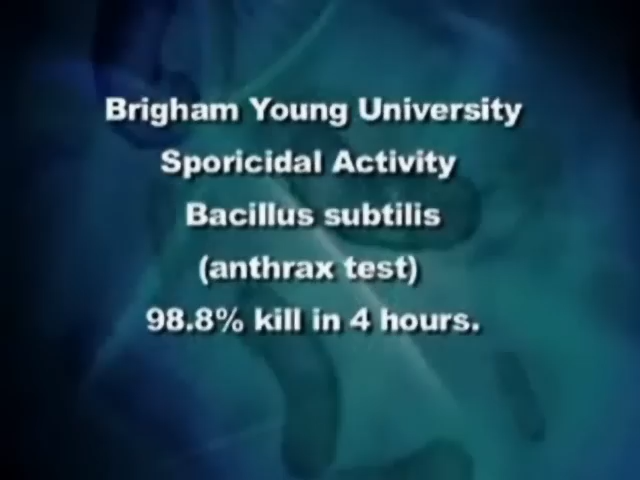 Brigham Young University
Sporicidal Activity
Bacillus subtilis
(anthrax test)
98.8% kill in 4 hours.